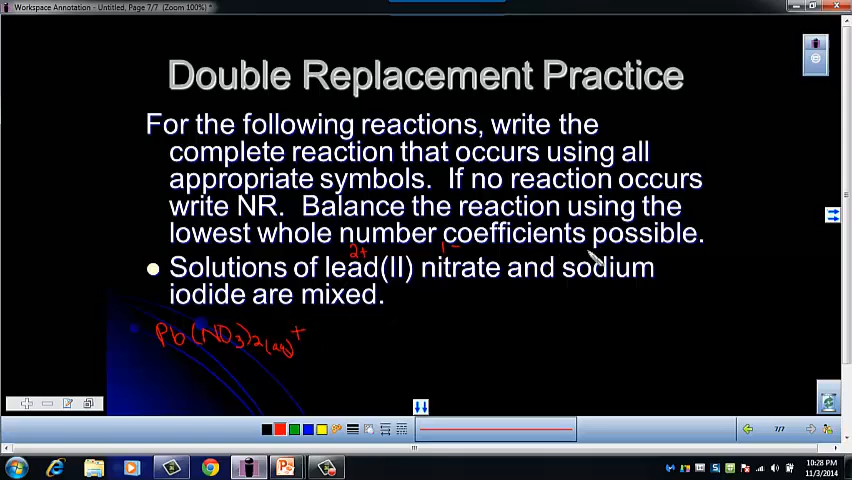 Workspace Annotation - Untitled, Page 7/7 (Zoom 100%) *
Double Replacement Practice
For the following reactions, write the
complete reaction that occurs using all
appropriate symbols. If no reaction occurs
write NR. Balance the reaction using the
lowest whole number coefficients possible.
2+ 1-
Solutions of lead(II) nitrate and sodium
iodide are mixed.
Pb(NO3)2(aq) +
7/7
10:28 PM
11/3/2014